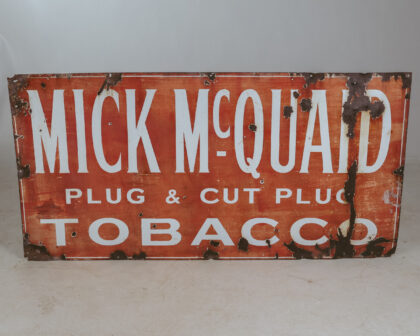 MICK McQUAID
PLUG & CUT PLUG
TOBACCO